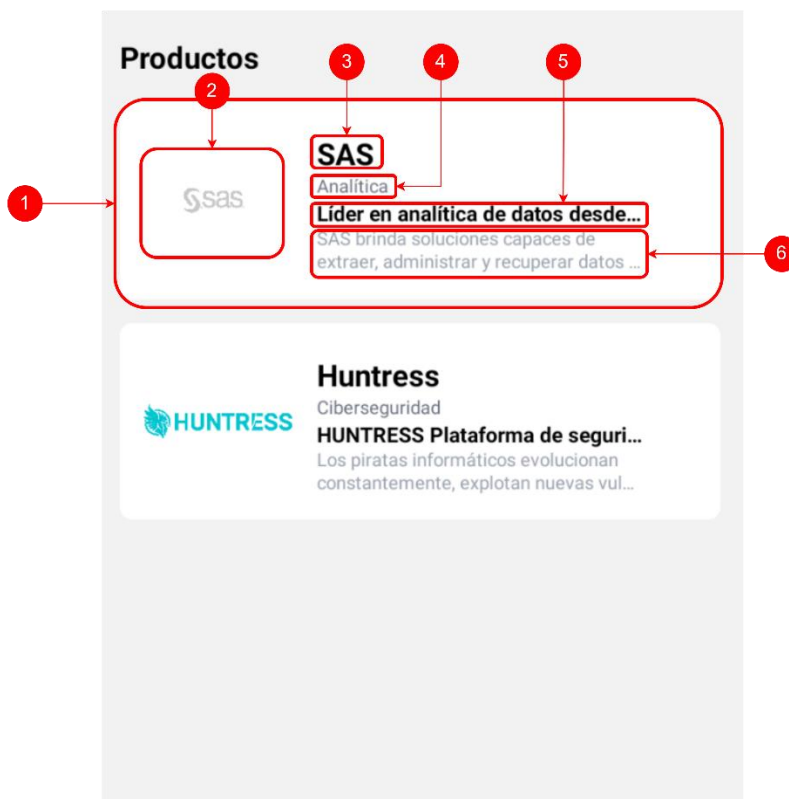 Productos
3
4
5
2
SAS
1
sas
Analítica
Líder en analítica de datos desde...
SAS brinda soluciones capaces de
extraer, administrar y recuperar datos ...
6
Huntress
HUNTRESS
Ciberseguridad
HUNTRESS Plataforma de seguri...
Los piratas informáticos evolucionan
constantemente, explotan nuevas vul...